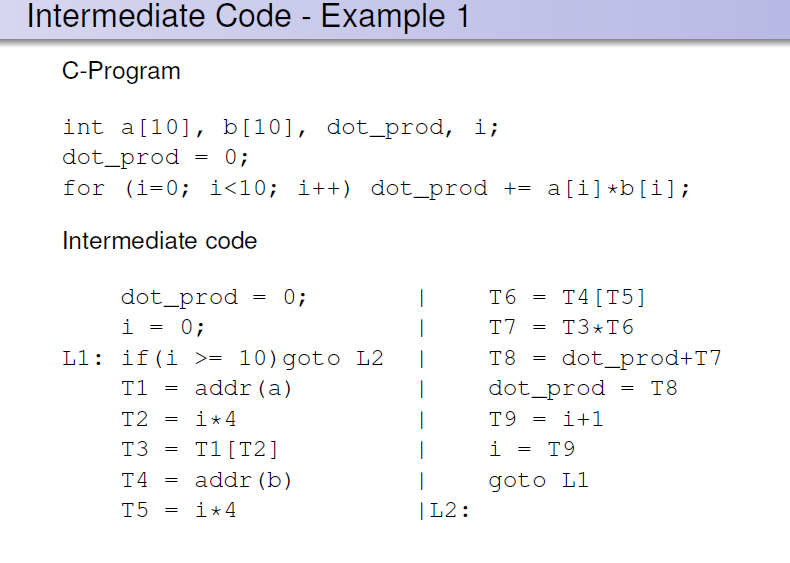 Intermediate Code - Example 1
C-Program
int a[10], b[10], dot_prod, i;
dot_prod = 0;
for (i=0; i<10; i++) dot_prod += a[i]*b[i];
Intermediate code
dot_prod = 0; | T6 = T4[T5]
i = 0; | T7 = T3*T6
L1: if(i >= 10)goto L2 | T8 = dot_prod+T7
T1 = addr(a) | dot_prod = T8
T2 = i*4 | T9 = i+1
T3 = T1[T2] | i = T9
T4 = addr(b) | goto L1
T5 = i*4 |L2: